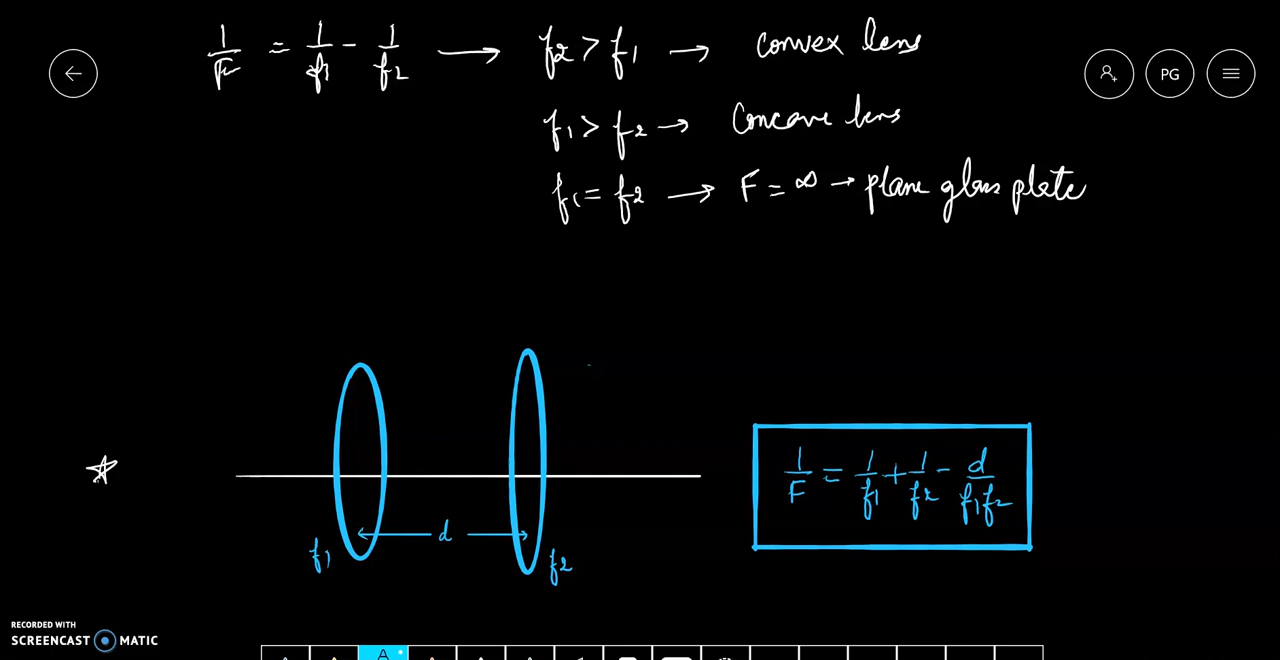 1/F = 1/f1 - 1/f2 → f2 > f1 → Convex lens
PG
f1 > f2 → Concave lens
f1 = f2 → F = ∞ → plane glass plate
1/F = 1/f1 + 1/f2 - d/f1f2
d
f1
f2
RECORDED WITH
SCREENCAST MATIC
A